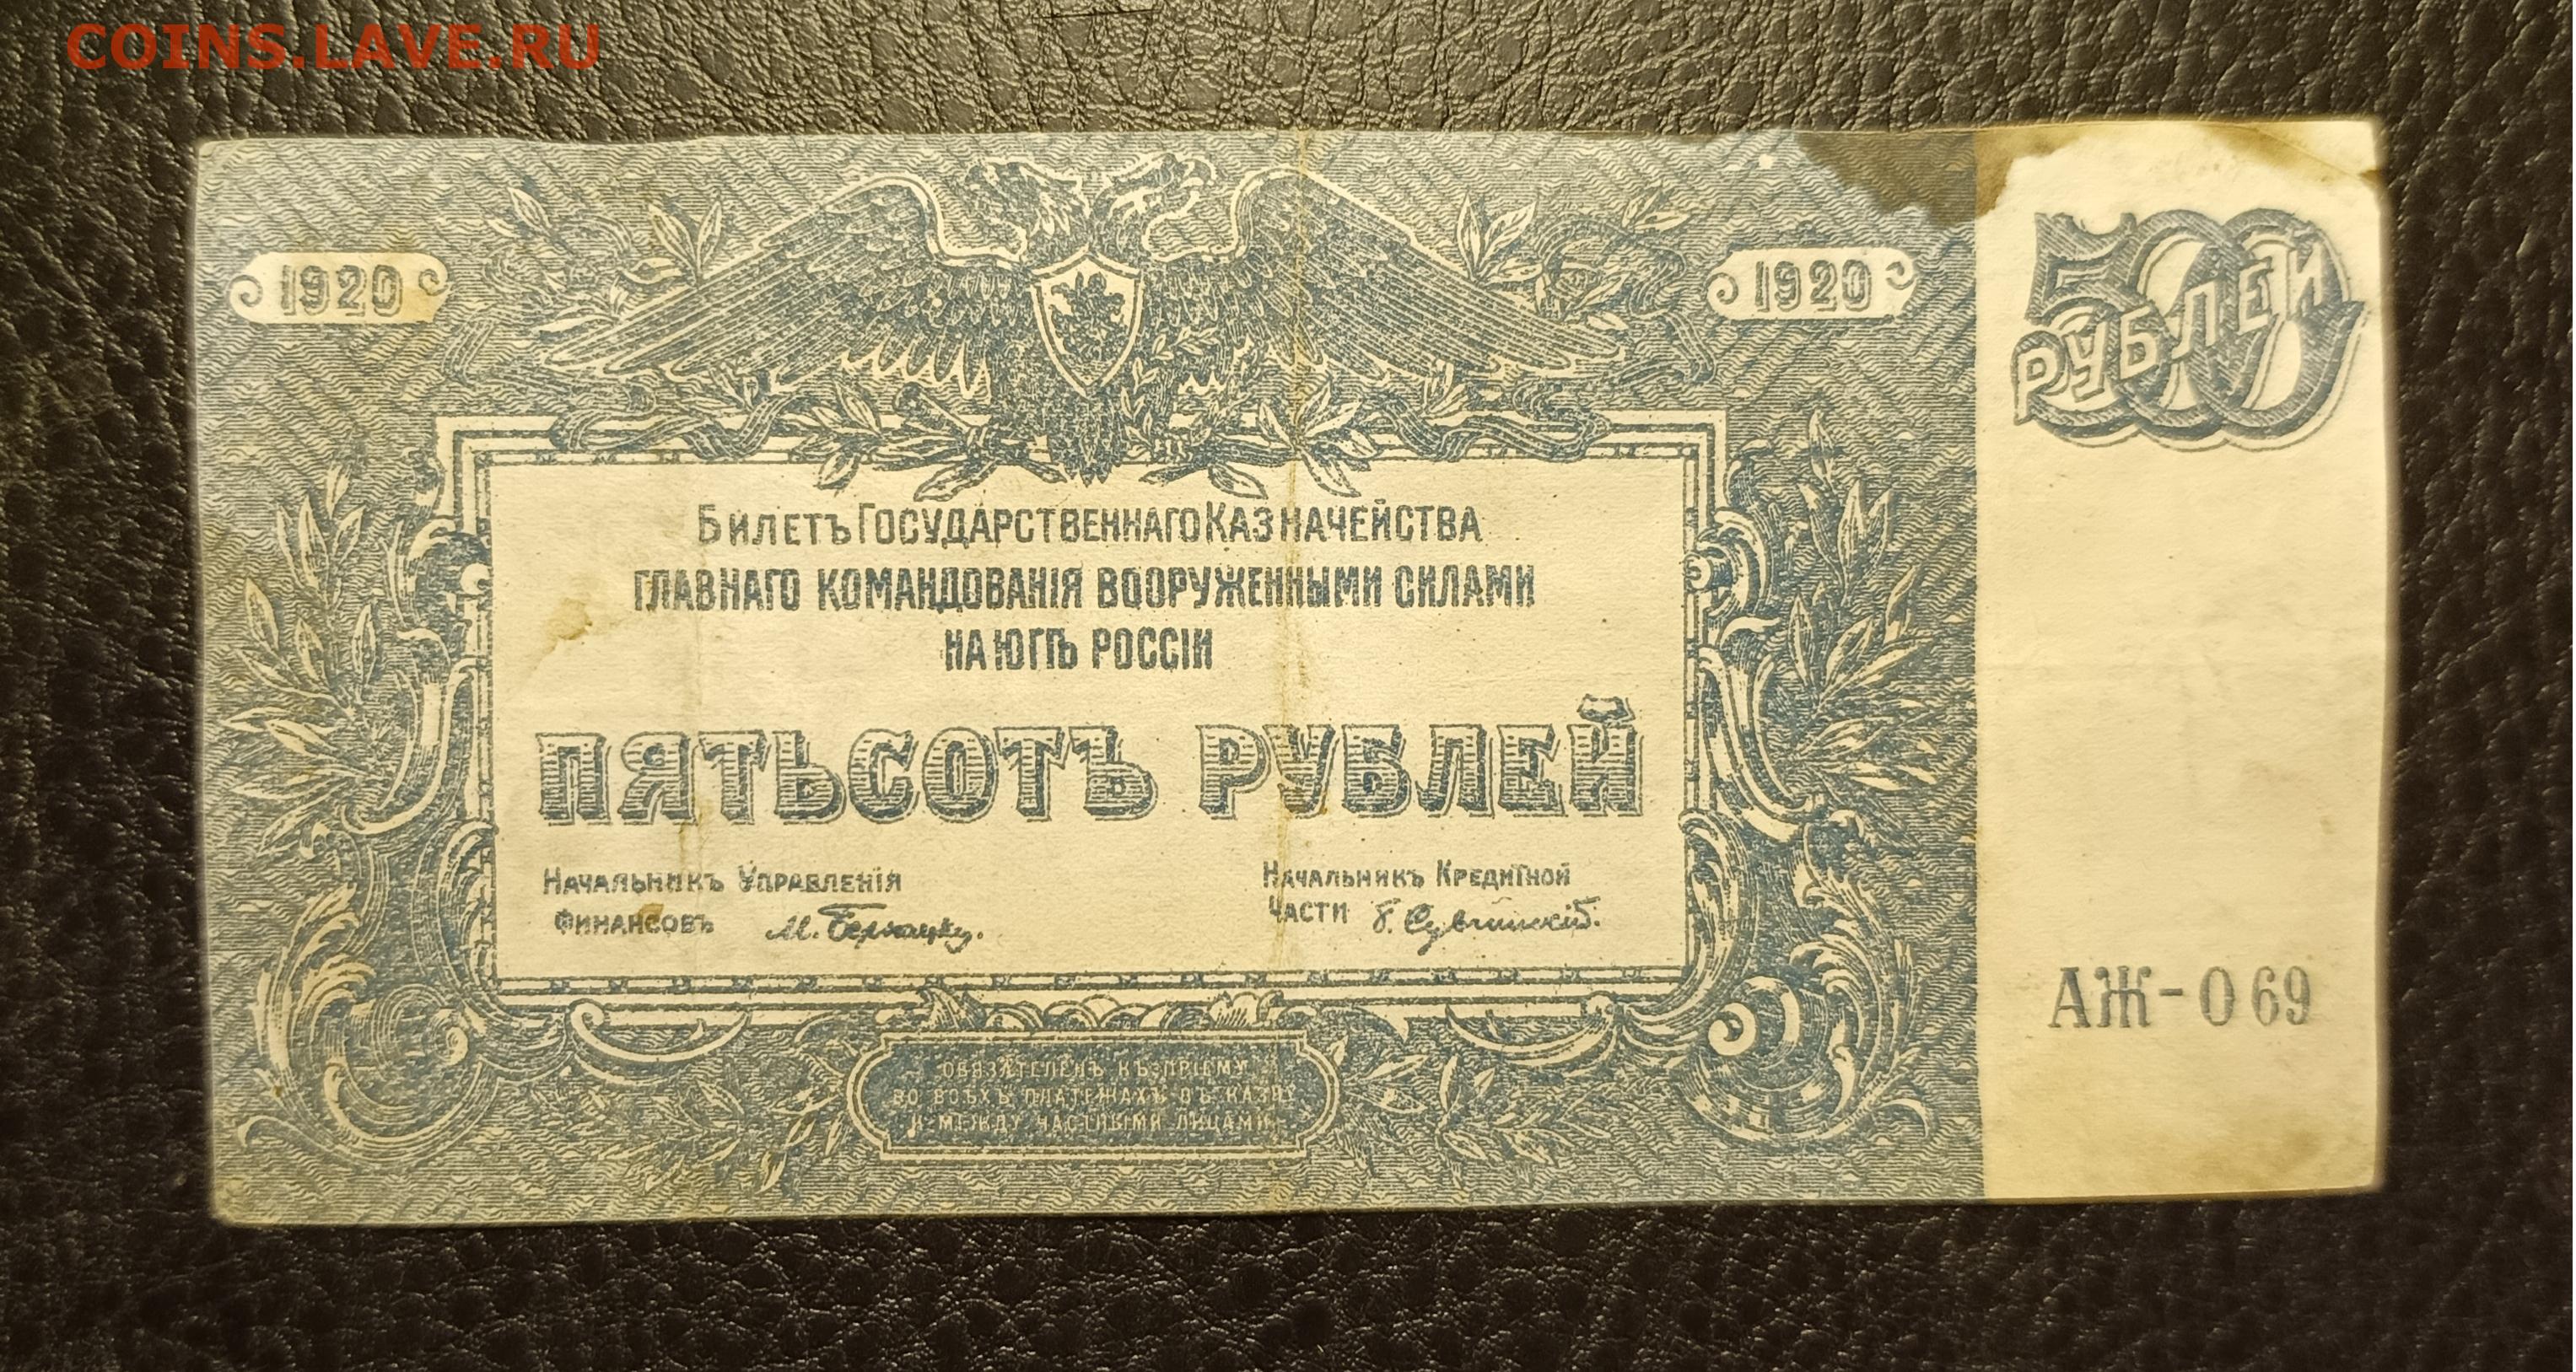 COINS.LAVE.RU
1920
1920
500
РУБЛЕЙ
БИЛЕТЪ ГОСУДАРСТВЕННАГО КАЗНАЧЕЙСТВА
ГЛАВНАГО КОМАНДОВАНІЯ ВООРУЖЕННЫМИ СИЛАМИ
НА ЮГѢ РОССІИ
ПЯТЬСОТЪ РУБЛЕЙ
НАЧАЛЬНИКЪ УПРАВЛЕНІЯ
ФИНАНСОВЪ М. Бернацкій.
НАЧАЛЬНИКЪ КРЕДИТНОЙ
ЧАСТИ
АЖ-069
ОБЯЗАТЕЛЕНЪ КЪ ПРІЕМУ
ВО ВСѢХЪ ПЛАТЕЖАХЪ ВЪ КАЗНУ
И МЕЖДУ ЧАСТНЫМИ ЛИЦАМИ